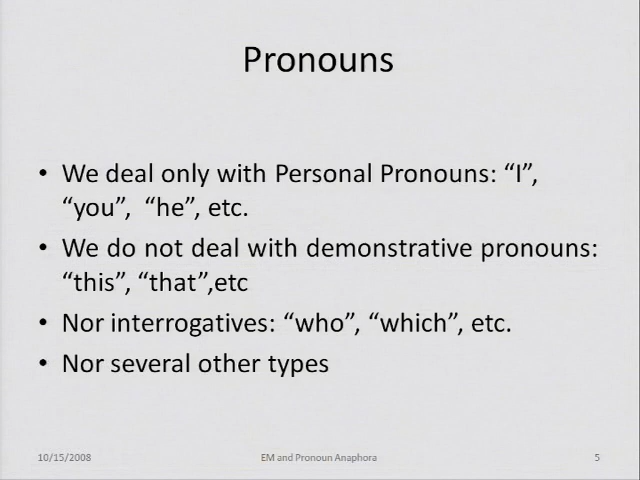 Pronouns
• We deal only with Personal Pronouns: “I”,
“you”, “he”, etc.
• We do not deal with demonstrative pronouns:
“this”, “that”,etc
• Nor interrogatives: “who”, “which”, etc.
• Nor several other types
10/15/2008 EM and Pronoun Anaphora 5